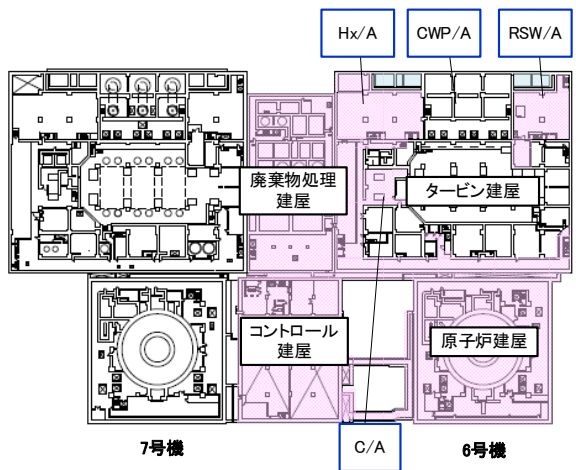 Hx/A
CWP/A
RSW/A
廃棄物処理
建屋
タービン建屋
コントロール
建屋
原子炉建屋
7号機
C/A
6号機